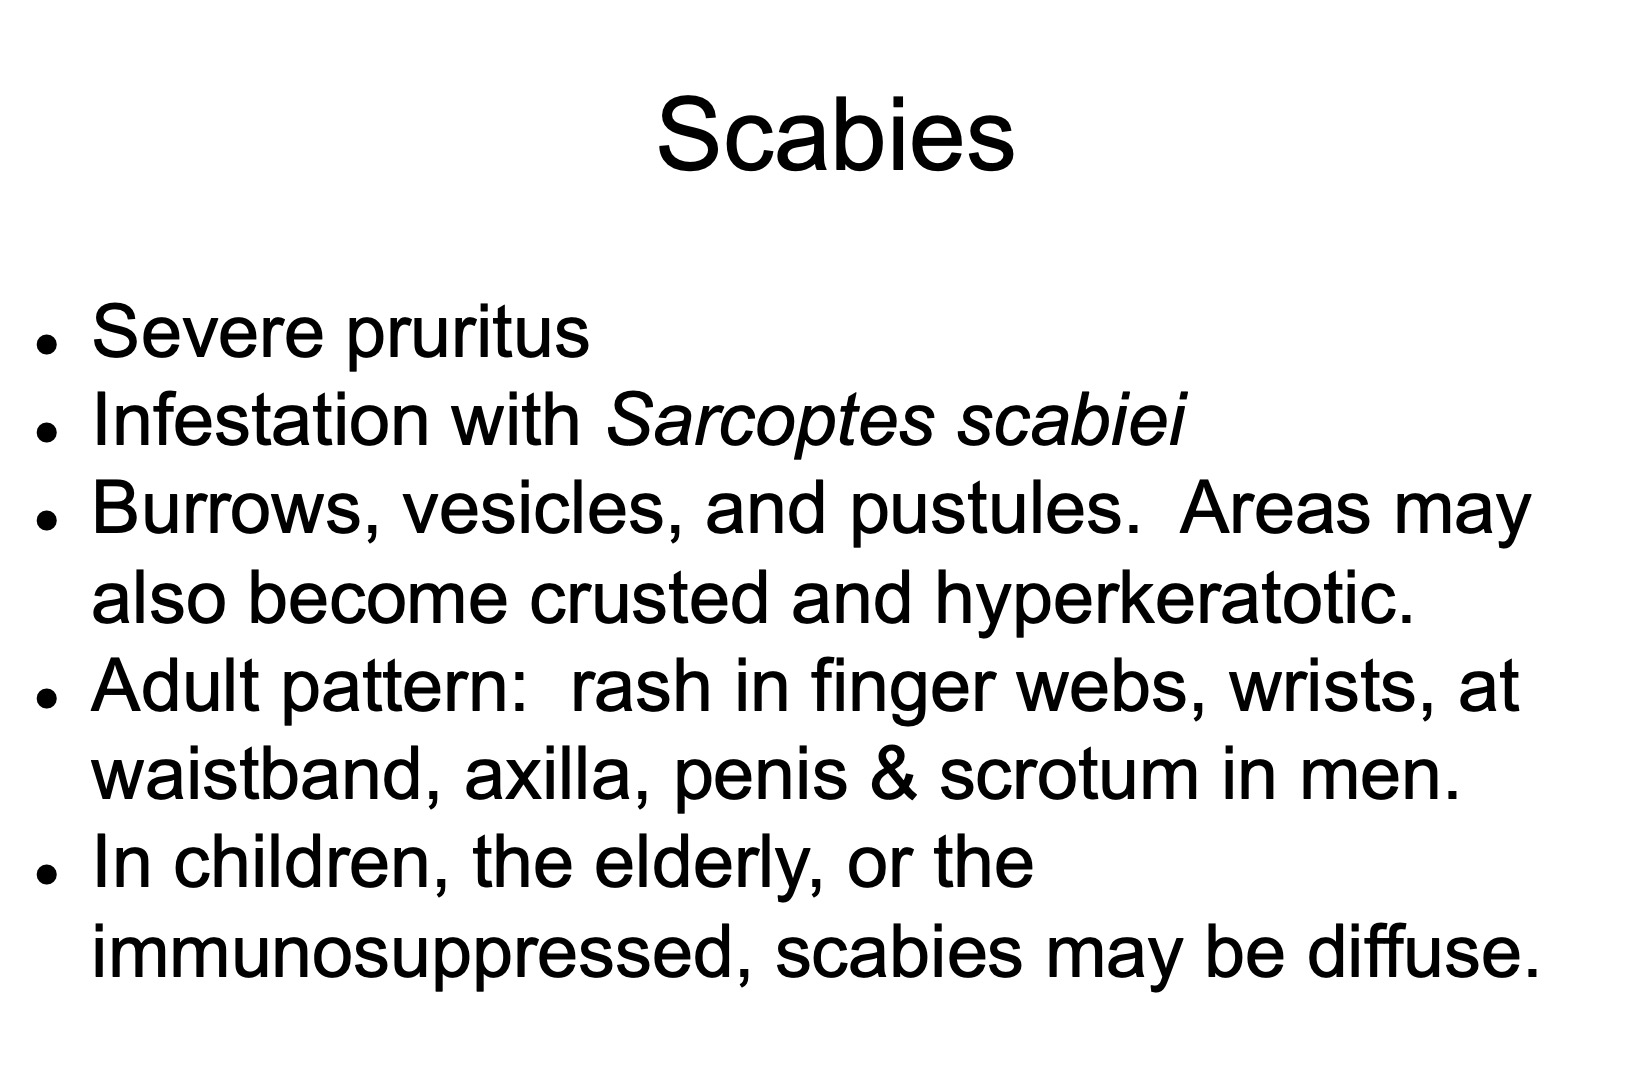 Scabies
• Severe pruritus
• Infestation with Sarcoptes scabiei
• Burrows, vesicles, and pustules.  Areas may
also become crusted and hyperkeratotic.
• Adult pattern:  rash in finger webs, wrists, at
waistband, axilla, penis & scrotum in men.
• In children, the elderly, or the
immunosuppressed, scabies may be diffuse.